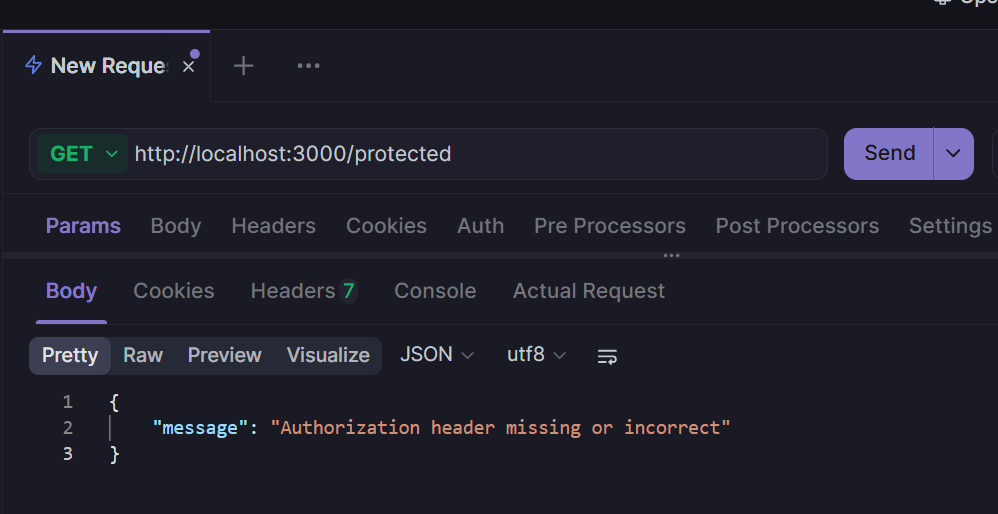 New Reque
GET http://localhost:3000/protected Send
Params Body Headers Cookies Auth Pre Processors Post Processors Settings
Body Cookies Headers 7 Console Actual Request
Pretty Raw Preview Visualize JSON utf8
1 {
2 "message": "Authorization header missing or incorrect"
3 }